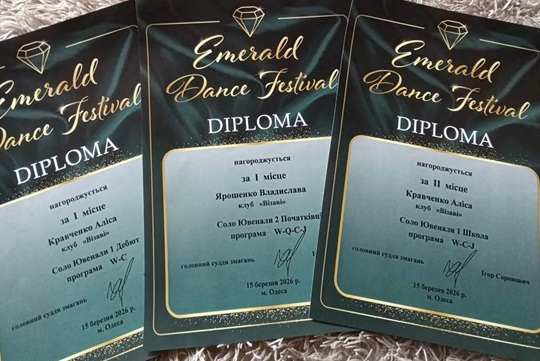 Emerald
Dance Festival
DIPLOMA
нагороджується
за I місце
Кравченко Аліса
клуб «Візаві»
Соло Ювенали 1 Дебют
програма W-C
головний суддя змагань
15 березня 2026 р.
м. Одеса
Emerald
Dance Festival
DIPLOMA
нагороджується
за I місце
Ярошенко Владислава
клуб «Візаві»
Соло Ювенали 2 Початківці
програма W-Q-C-J
головний суддя змагань
15 березня 2026 р.
м. Одеса
Emerald
Dance Festival
DIPLOMA
нагороджується
за II місце
Кравченко Аліса
клуб «Візаві»
Соло Ювенали 1 Школа
програма W-C-J
головний суддя змагань
Ігор Соронович
15 березня 2026 р.
м. Одеса